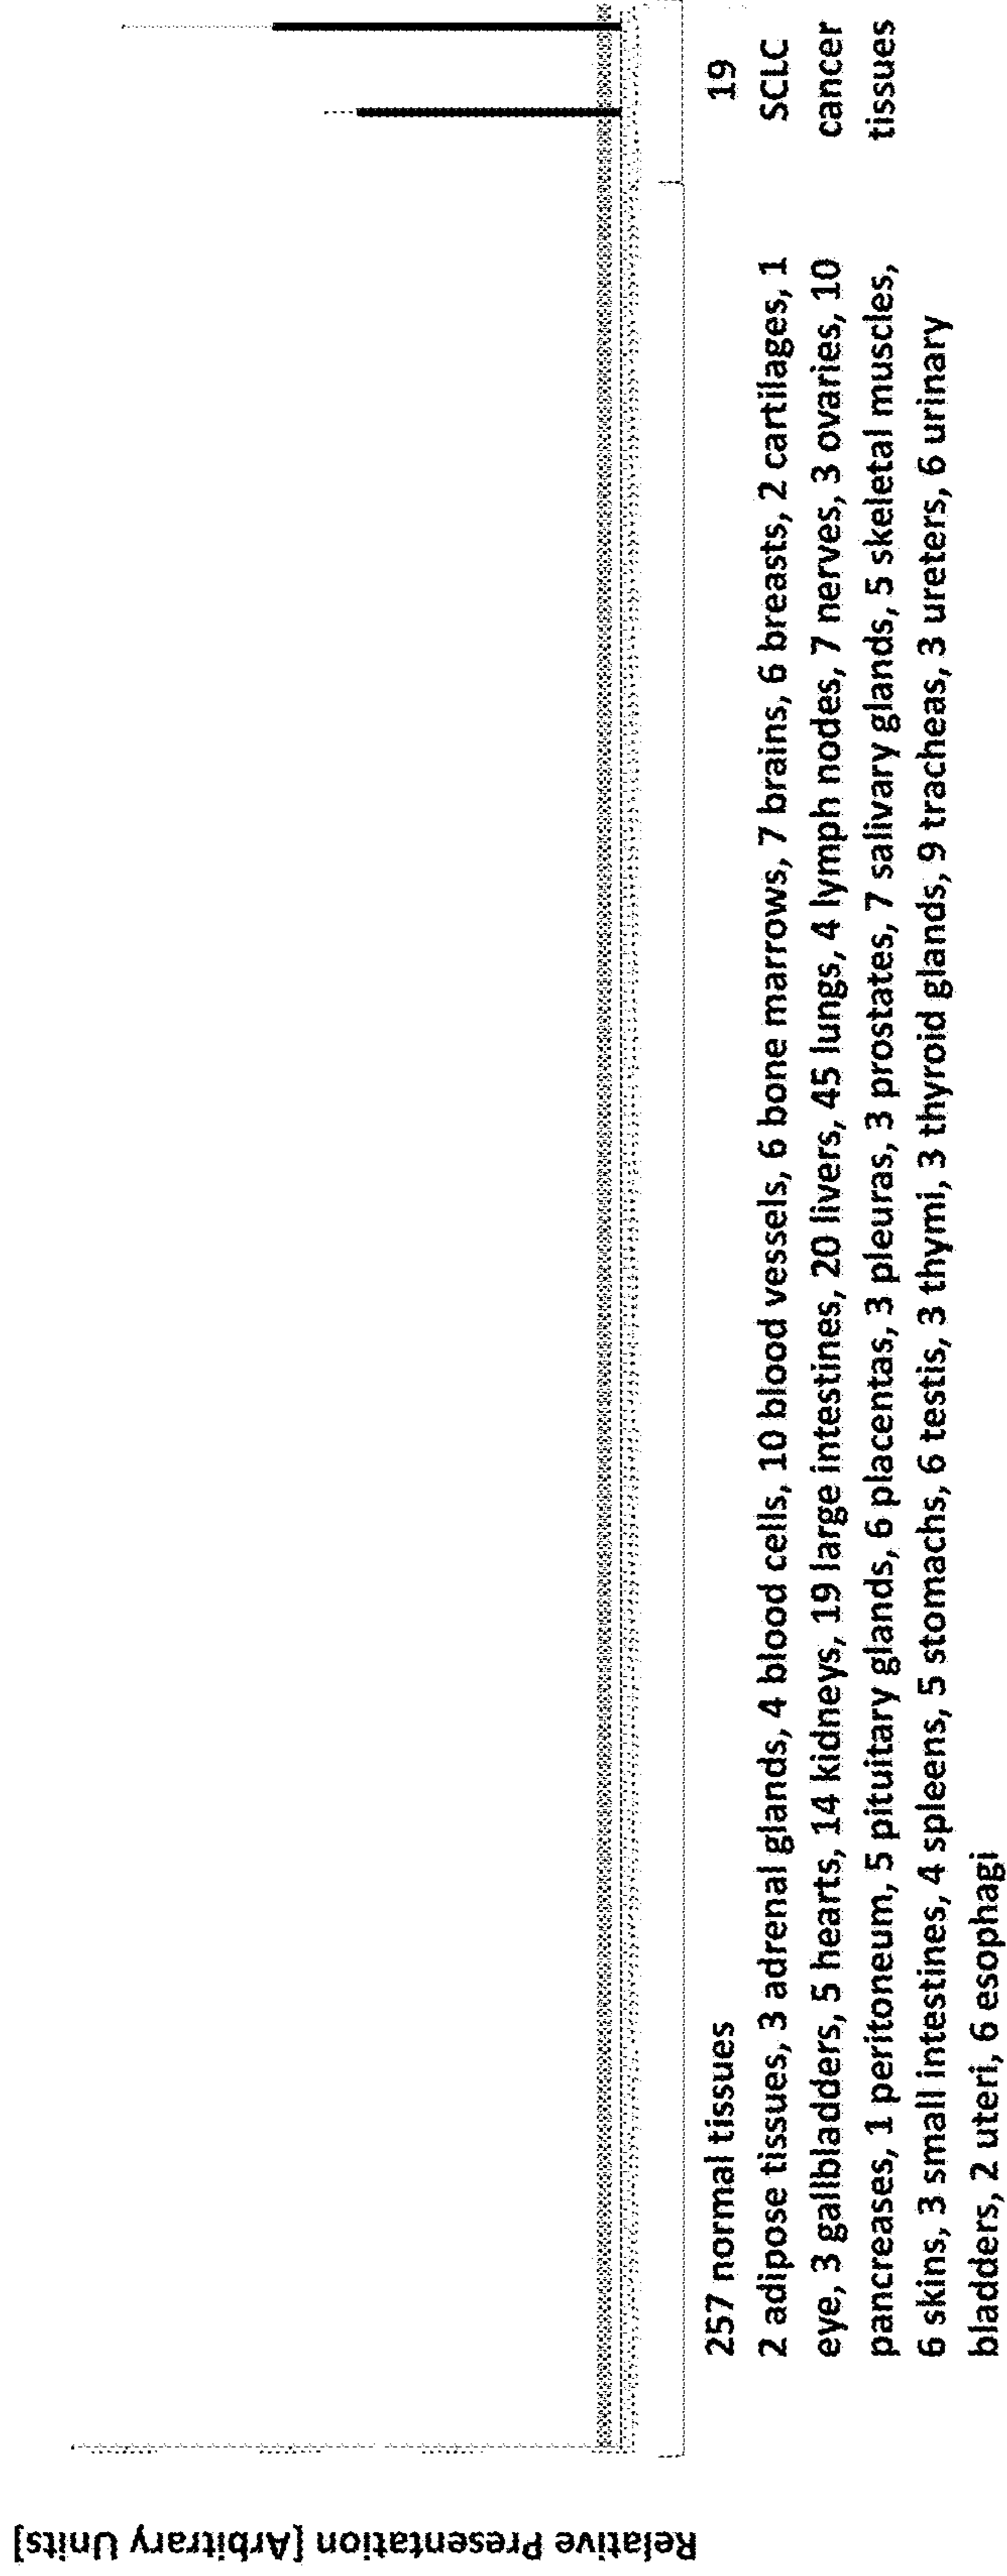 Relative Presentation [Arbitrary Units]
257 normal tissues
2 adipose tissues, 3 adrenal glands, 4 blood cells, 10 blood vessels, 6 bone marrows, 7 brains, 6 breasts, 2 cartilages, 1
eye, 3 gallbladders, 5 hearts, 14 kidneys, 19 large intestines, 20 livers, 45 lungs, 4 lymph nodes, 7 nerves, 3 ovaries, 10
pancreases, 1 peritoneum, 5 pituitary glands, 6 placentas, 3 pleuras, 3 prostates, 7 salivary glands, 5 skeletal muscles,
6 skins, 3 small intestines, 4 spleens, 5 stomachs, 6 testis, 3 thymi, 3 thyroid glands, 9 tracheas, 3 ureters, 6 urinary
bladders, 2 uteri, 6 esophagi
19
SCLC
cancer
tissues